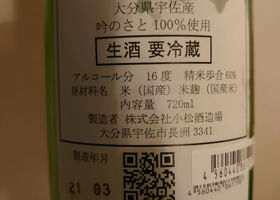 大分県宇佐産
吟のさと 100%使用
生酒 要冷蔵
アルコール分 16度 精米歩合60%
原材料名 米(国産) 米麹(国産米)
内容量 720ml
製造者 株式会社小松酒造場
大分県宇佐市長洲 3341
製造年月
21 03